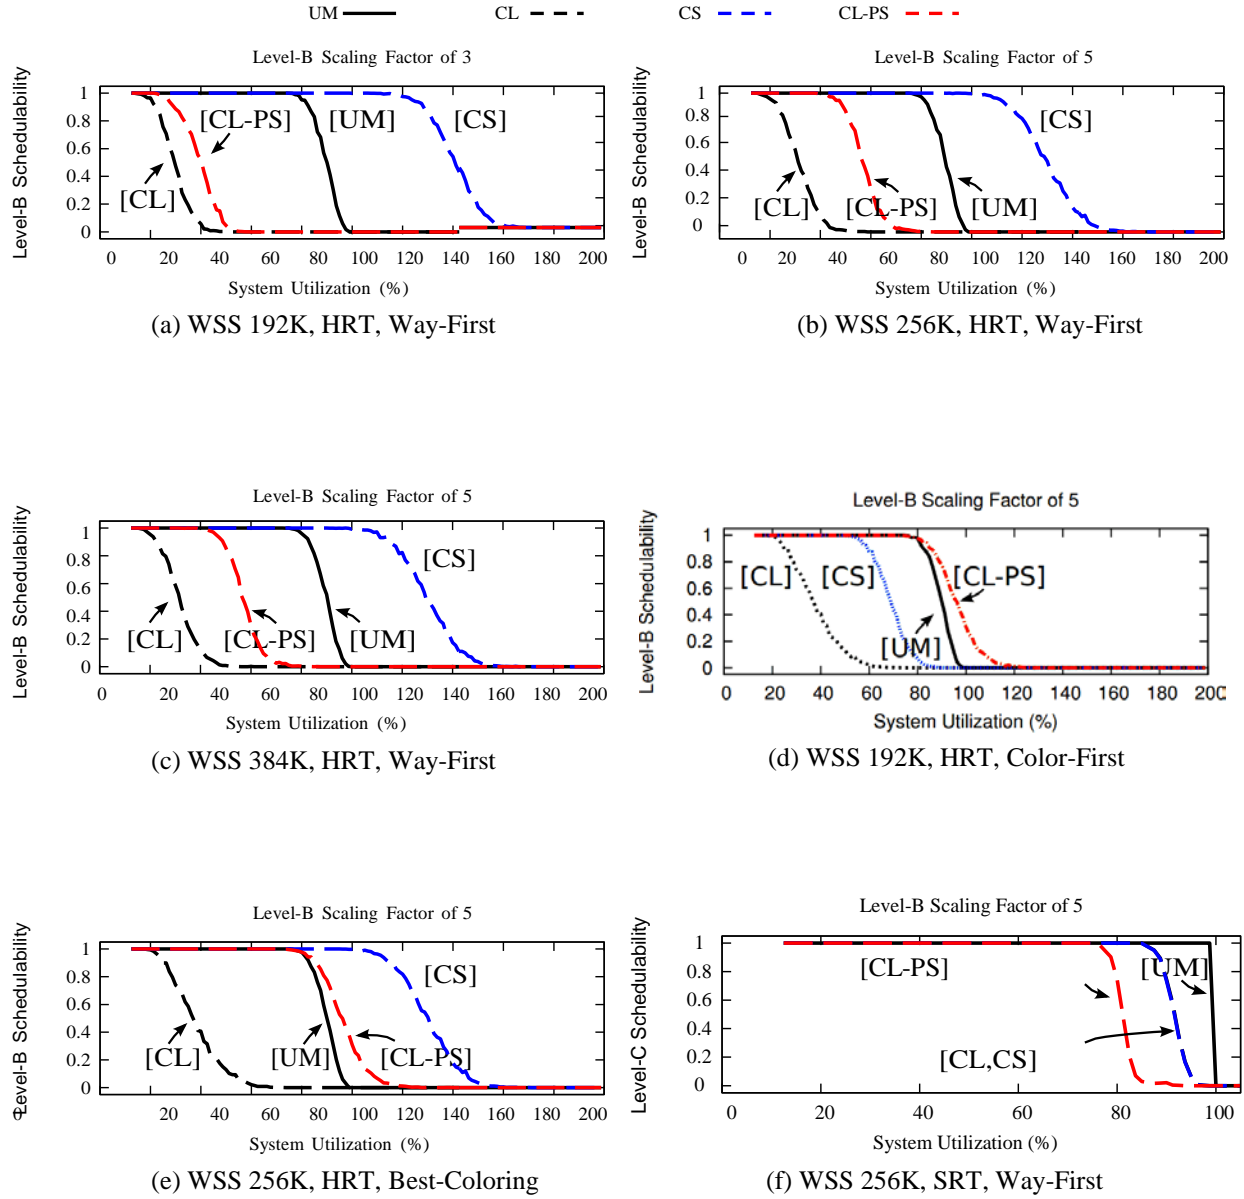 UM CL CS CL-PS
Level-B Scaling Factor of 3
Level-B Schedulability
1
0.8
0.6
0.4
0.2
0
[CL-PS] [UM] [CS]
[CL]
0 20 40 60 80 100 120 140 160 180 200
System Utilization (%)
(a) WSS 192K, HRT, Way-First
Level-B Scaling Factor of 5
Level-B Schedulability
1
0.8
0.6
0.4
0.2
0
[CS]
[CL] [CL-PS] [UM]
20 40 60 80 100 120 140 160 180 200
System Utilization (%)
(b) WSS 256K, HRT, Way-First
Level-B Scaling Factor of 5
Level-B Schedulability
1
0.8
0.6
0.4
0.2
0
[CS]
[CL] [CL-PS] [UM]
20 40 60 80 100 120 140 160 180 200
System Utilization (%)
(c) WSS 384K, HRT, Way-First
Level-B Scaling Factor of 5
Level-B Schedulability
1
0.8
0.6
0.4
0.2
0
[CL] [CS] [CL-PS]
[UM]
0 20 40 60 80 100 120 140 160 180 200
System Utilization (%)
(d) WSS 192K, HRT, Color-First
Level-B Scaling Factor of 5
Level-B Schedulability
1
0.8
0.6
0.4
0.2
0
[CS]
[CL] [UM] [CL-PS]
20 40 60 80 100 120 140 160 180 200
System Utilization (%)
(e) WSS 256K, HRT, Best-Coloring
Level-B Scaling Factor of 5
Level-C Schedulability
1
0.8
0.6
0.4
0.2
0
[CL-PS] [UM]
[CL,CS]
0 20 40 60 80 100
System Utilization (%)
(f) WSS 256K, SRT, Way-First